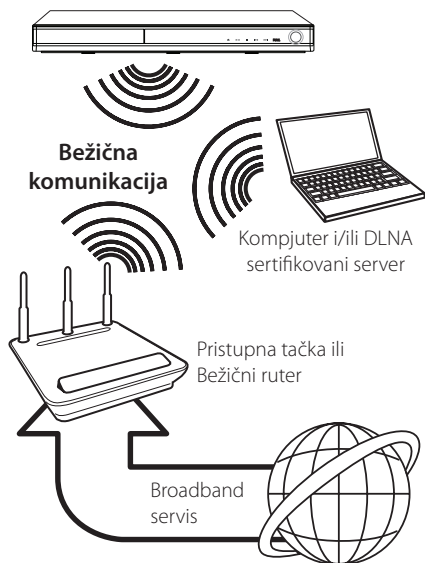 Bežična
komunikacija
Kompjuter i/ili DLNA
sertifikovani server
Pristupna tačka ili
Bežični ruter
Broadband
servis